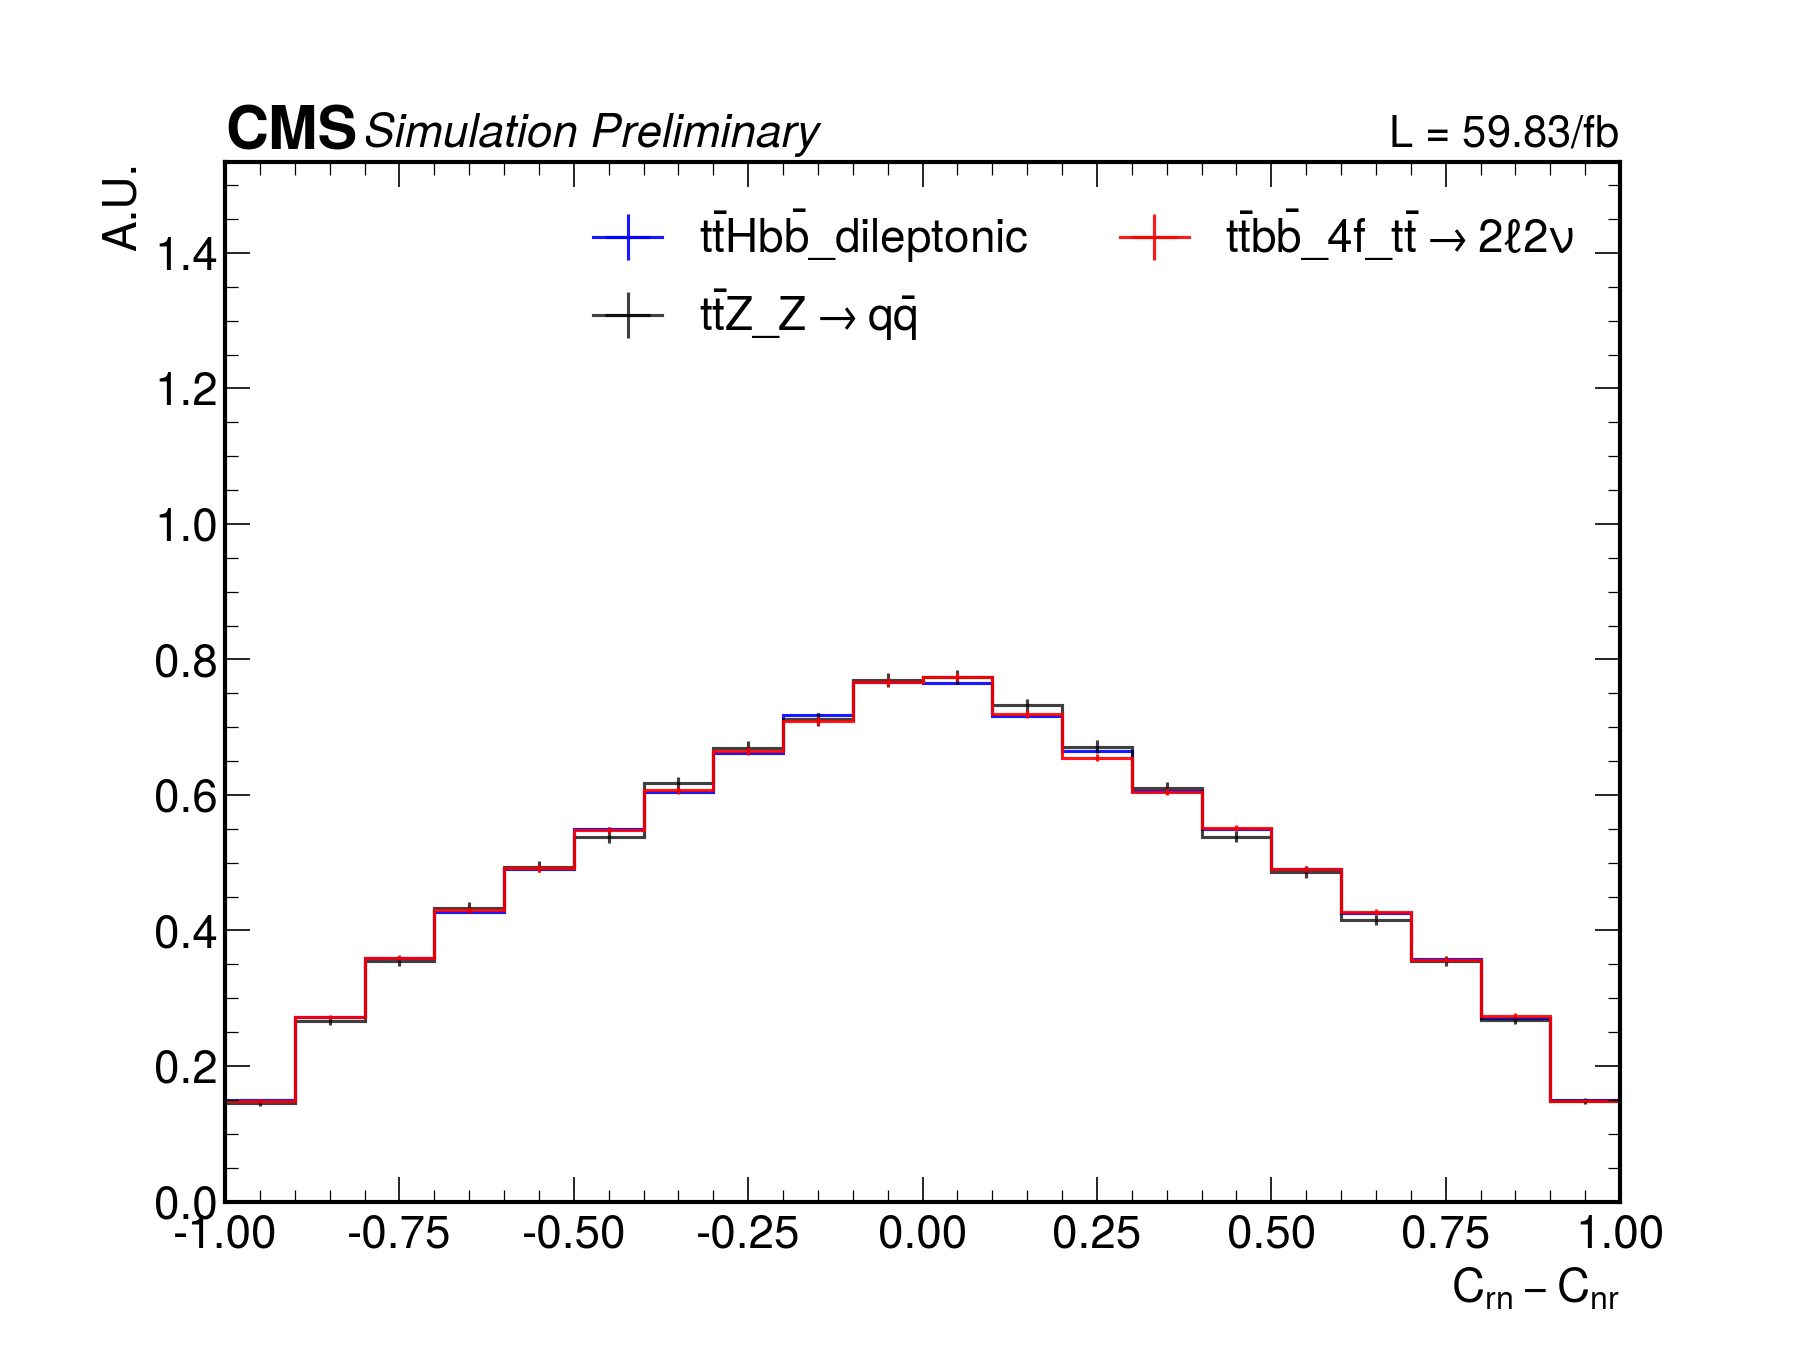 CMS Simulation Preliminary L = 59.83/fb
A.U.
tt̄Hbb̄_dileptonic tt̄bb̄_4f_tt̄ → 2ℓ2ν
tt̄Z_Z → qq̄
1.4
1.2
1.0
0.8
0.6
0.4
0.2
0.0
-1.00 -0.75 -0.50 -0.25 0.00 0.25 0.50 0.75 1.00
C_rn – C_nr